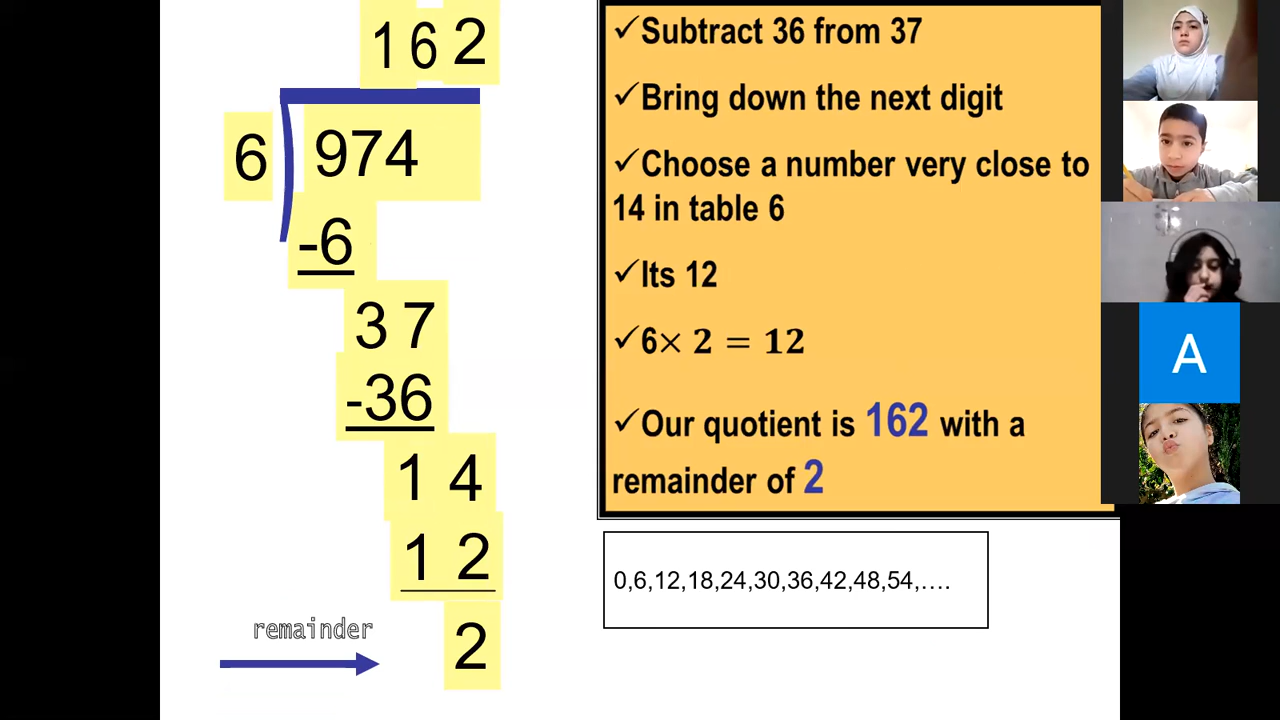 162
6
974
-6
37
-36
14
12
remainder
2
✓Subtract 36 from 37
✓Bring down the next digit
✓Choose a number very close to
14 in table 6
✓Its 12
✓6× 2 = 12
✓Our quotient is 162 with a
remainder of 2
0,6,12,18,24,30,36,42,48,54,....
A